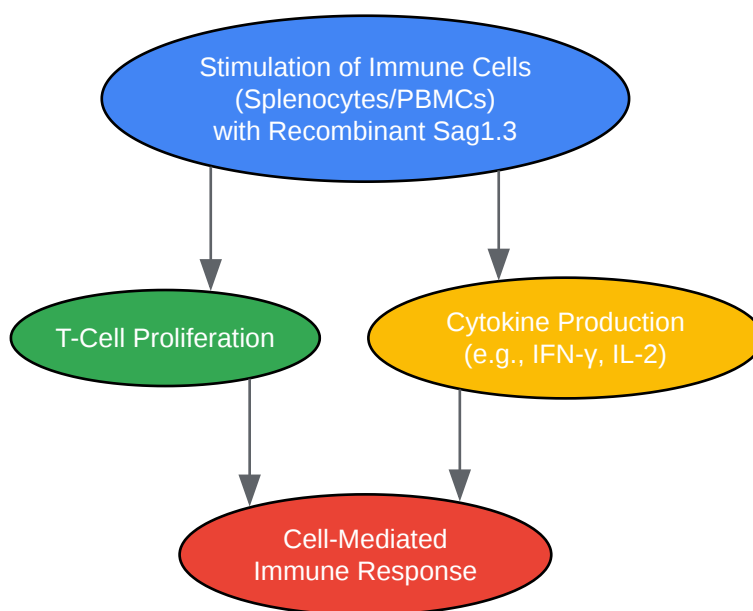 Stimulation of Immune Cells
(Splenocytes/PBMCs)
with Recombinant Sag1.3
T-Cell Proliferation
Cytokine Production
(e.g., IFN-γ, IL-2)
Cell-Mediated
Immune Response